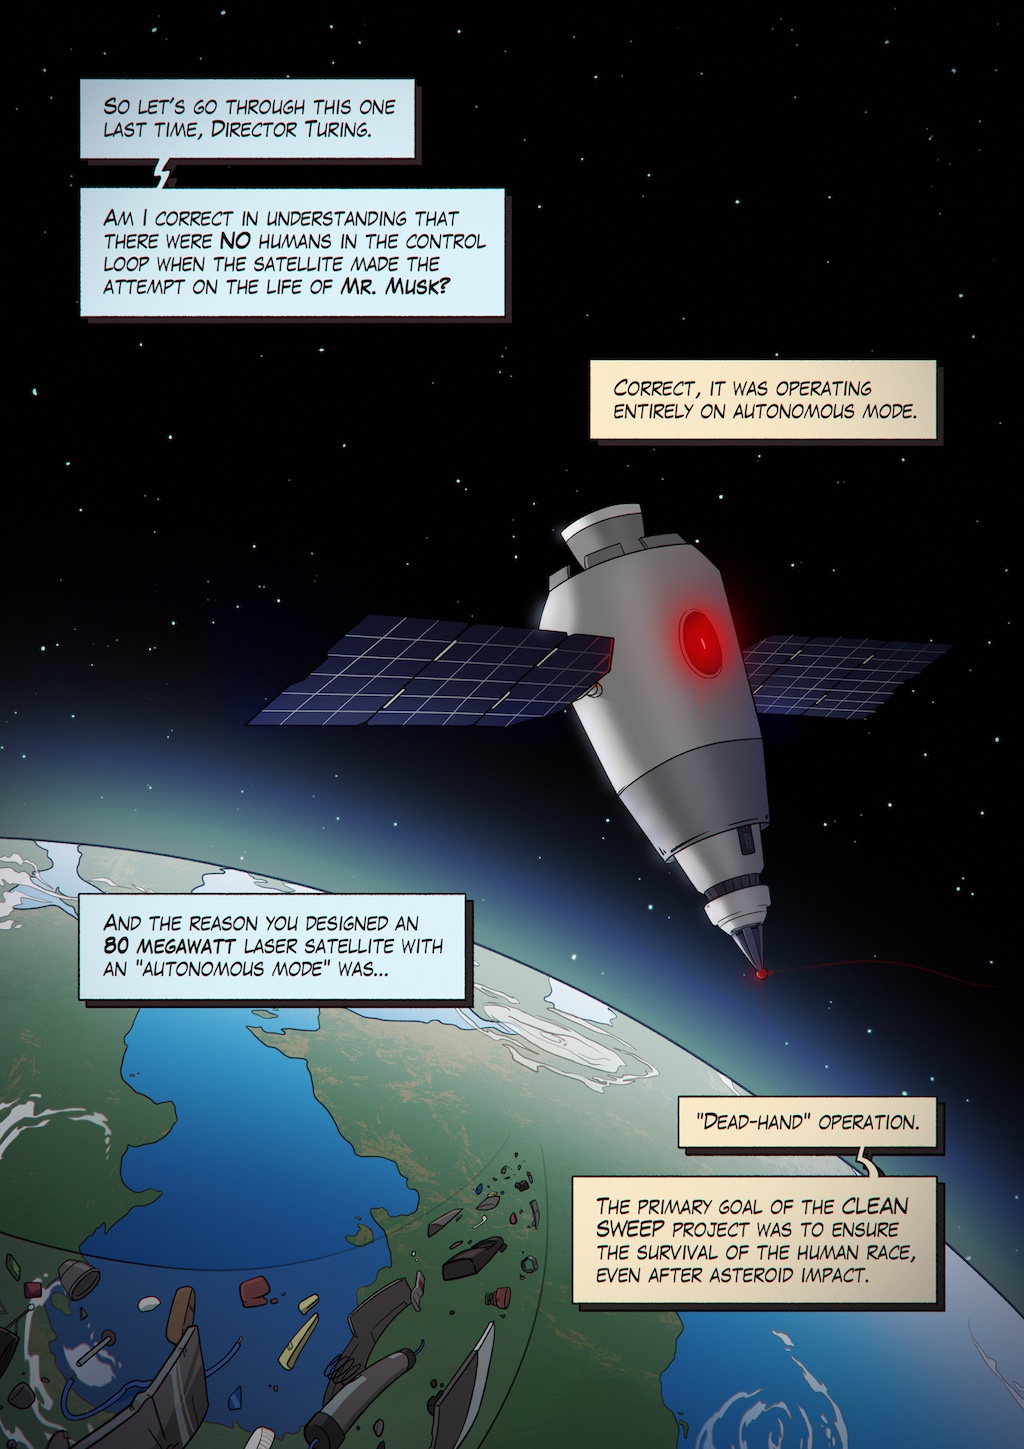 So let's go through this one
last time, Director Turing.
Am I correct in understanding that
there were NO humans in the control
loop when the satellite made the
attempt on the life of Mr. Musk?
Correct, it was operating
entirely on autonomous mode.
And the reason you designed an
80 megawatt laser satellite with
an "autonomous mode" was...
"Dead-hand" operation.
The primary goal of the CLEAN
SWEEP project was to ensure
the survival of the human race,
even after asteroid impact.